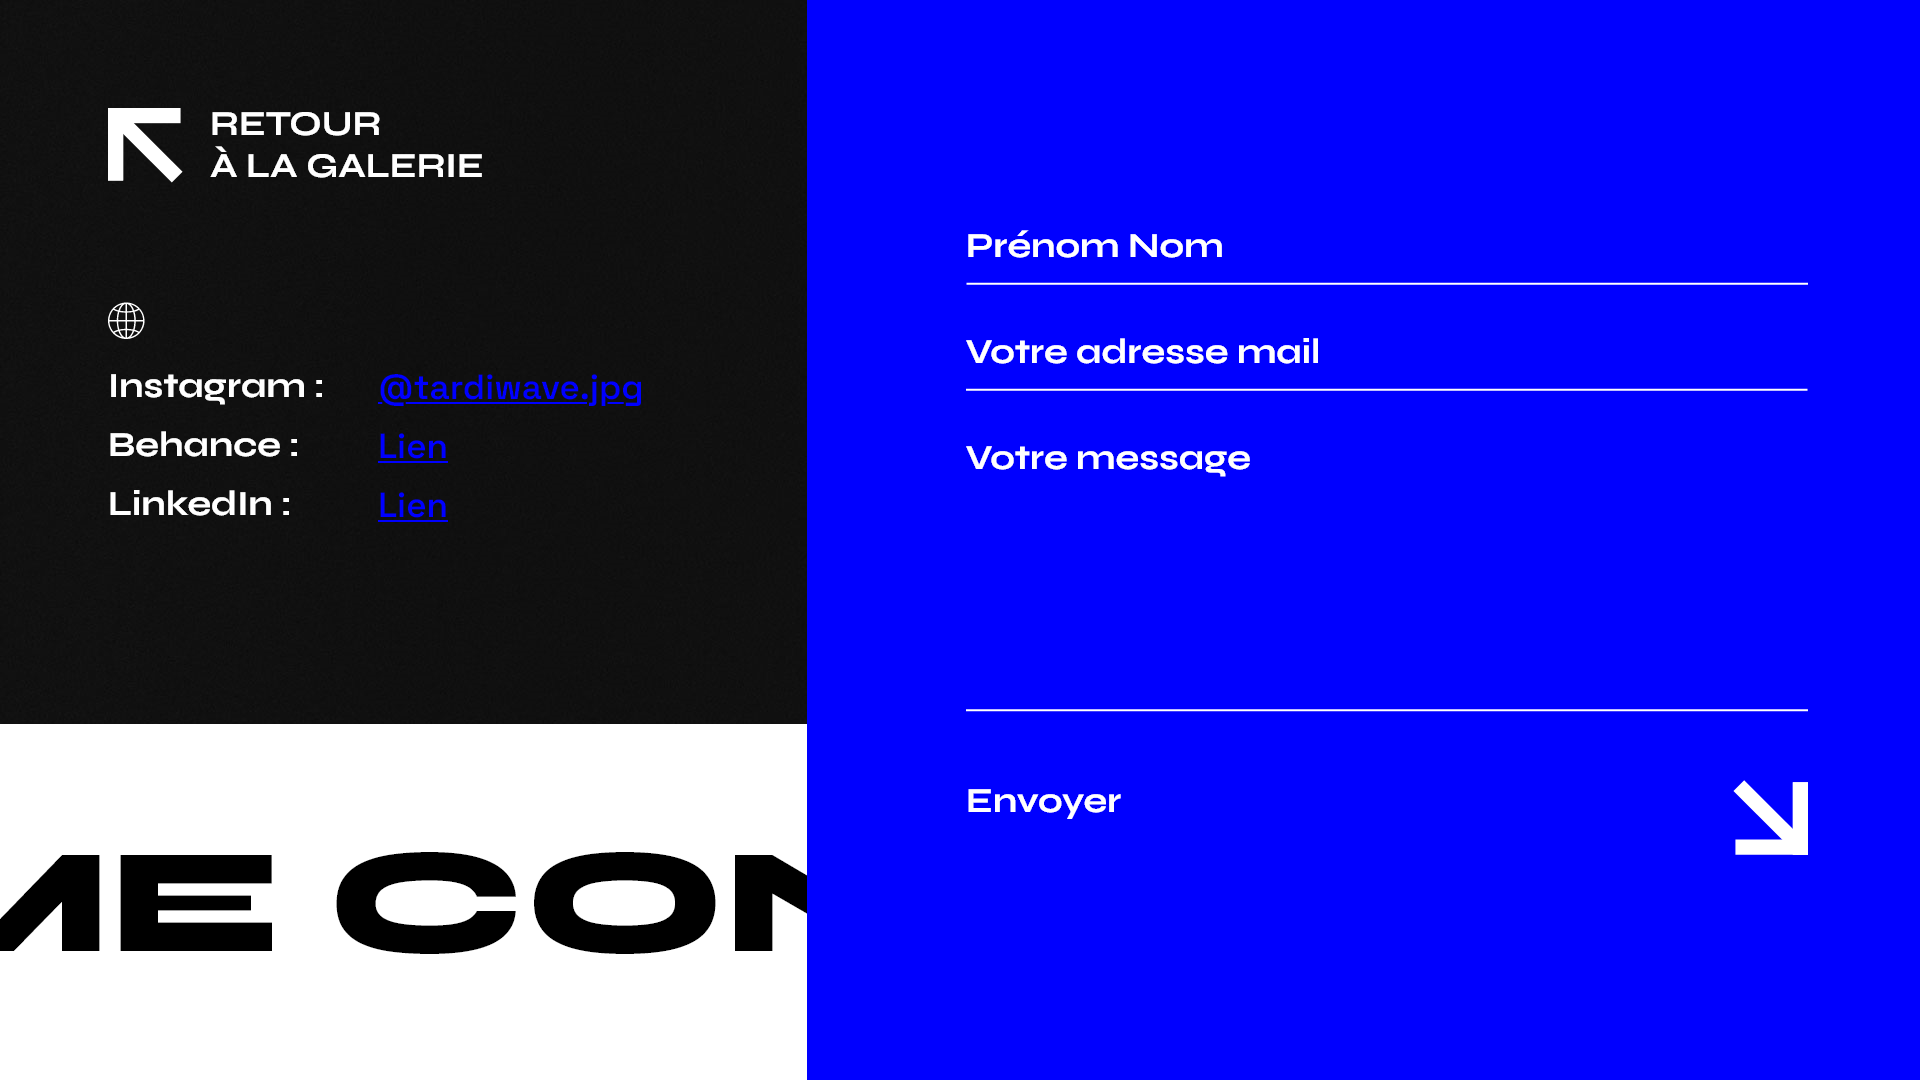 RETOUR
À LA GALERIE
Instagram : @tardiwave.jpg
Behance : Lien
LinkedIn : Lien
ME CON
Prénom Nom
Votre adresse mail
Votre message
Envoyer